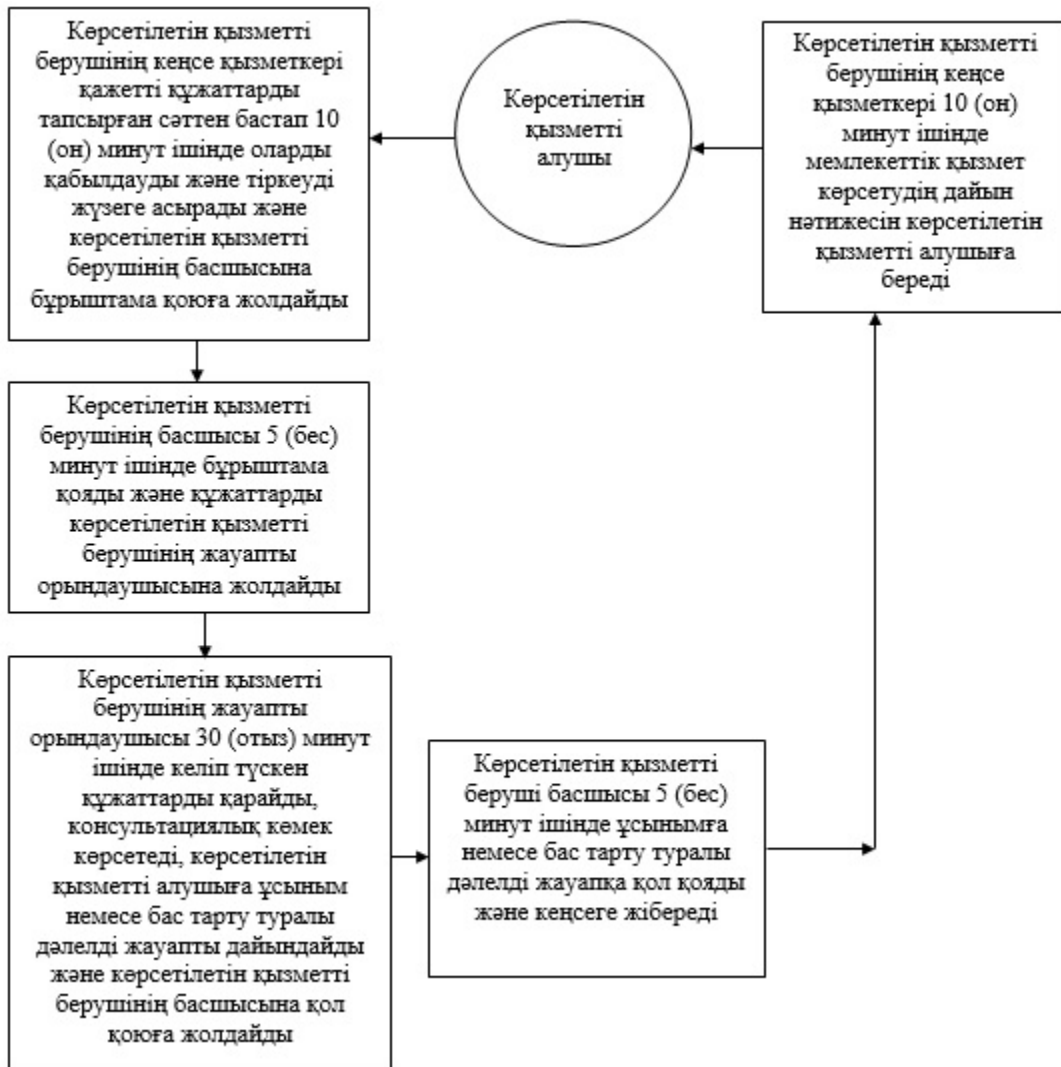 Көрсетілетін қызметті
берушінің кеңсе қызметкері
қажетті құжаттарды
тапсырған сәттен бастап 10
(он) минут ішінде оларды
қабылдауды және тіркеуді
жүзеге асырады және
көрсетілетін қызметті
берушінің басшысына
бұрыштама қоюға жолдайды
Көрсетілетін
қызметті
алушы
Көрсетілетін қызметті
берушінің кеңсе
қызметкері 10 (он)
минут ішінде
мемлекеттік қызмет
көрсетудің дайын
нәтижесін көрсетілетін
қызметті алушыға
береді
Көрсетілетін қызметті
берушінің басшысы 5 (бес)
минут ішінде бұрыштама
қояды және құжаттарды
көрсетілетін қызметті
берушінің жауапты
орындаушысына жолдайды
Көрсетілетін қызметті
берушінің жауапты
орындаушысы 30 (отыз) минут
ішінде келіп түскен
құжаттарды қарайды,
консультациялық көмек
көрсетеді, көрсетілетін
қызметті алушыға ұсыным
немесе бас тарту туралы
дәлелді жауапты дайындайды
және көрсетілетін қызметті
берушінің басшысына қол
қоюға жолдайды
Көрсетілетін қызметті
беруші басшысы 5 (бес)
минут ішінде ұсынымға
немесе бас тарту туралы
дәлелді жауапқа қол қояды
және кеңсеге жібереді